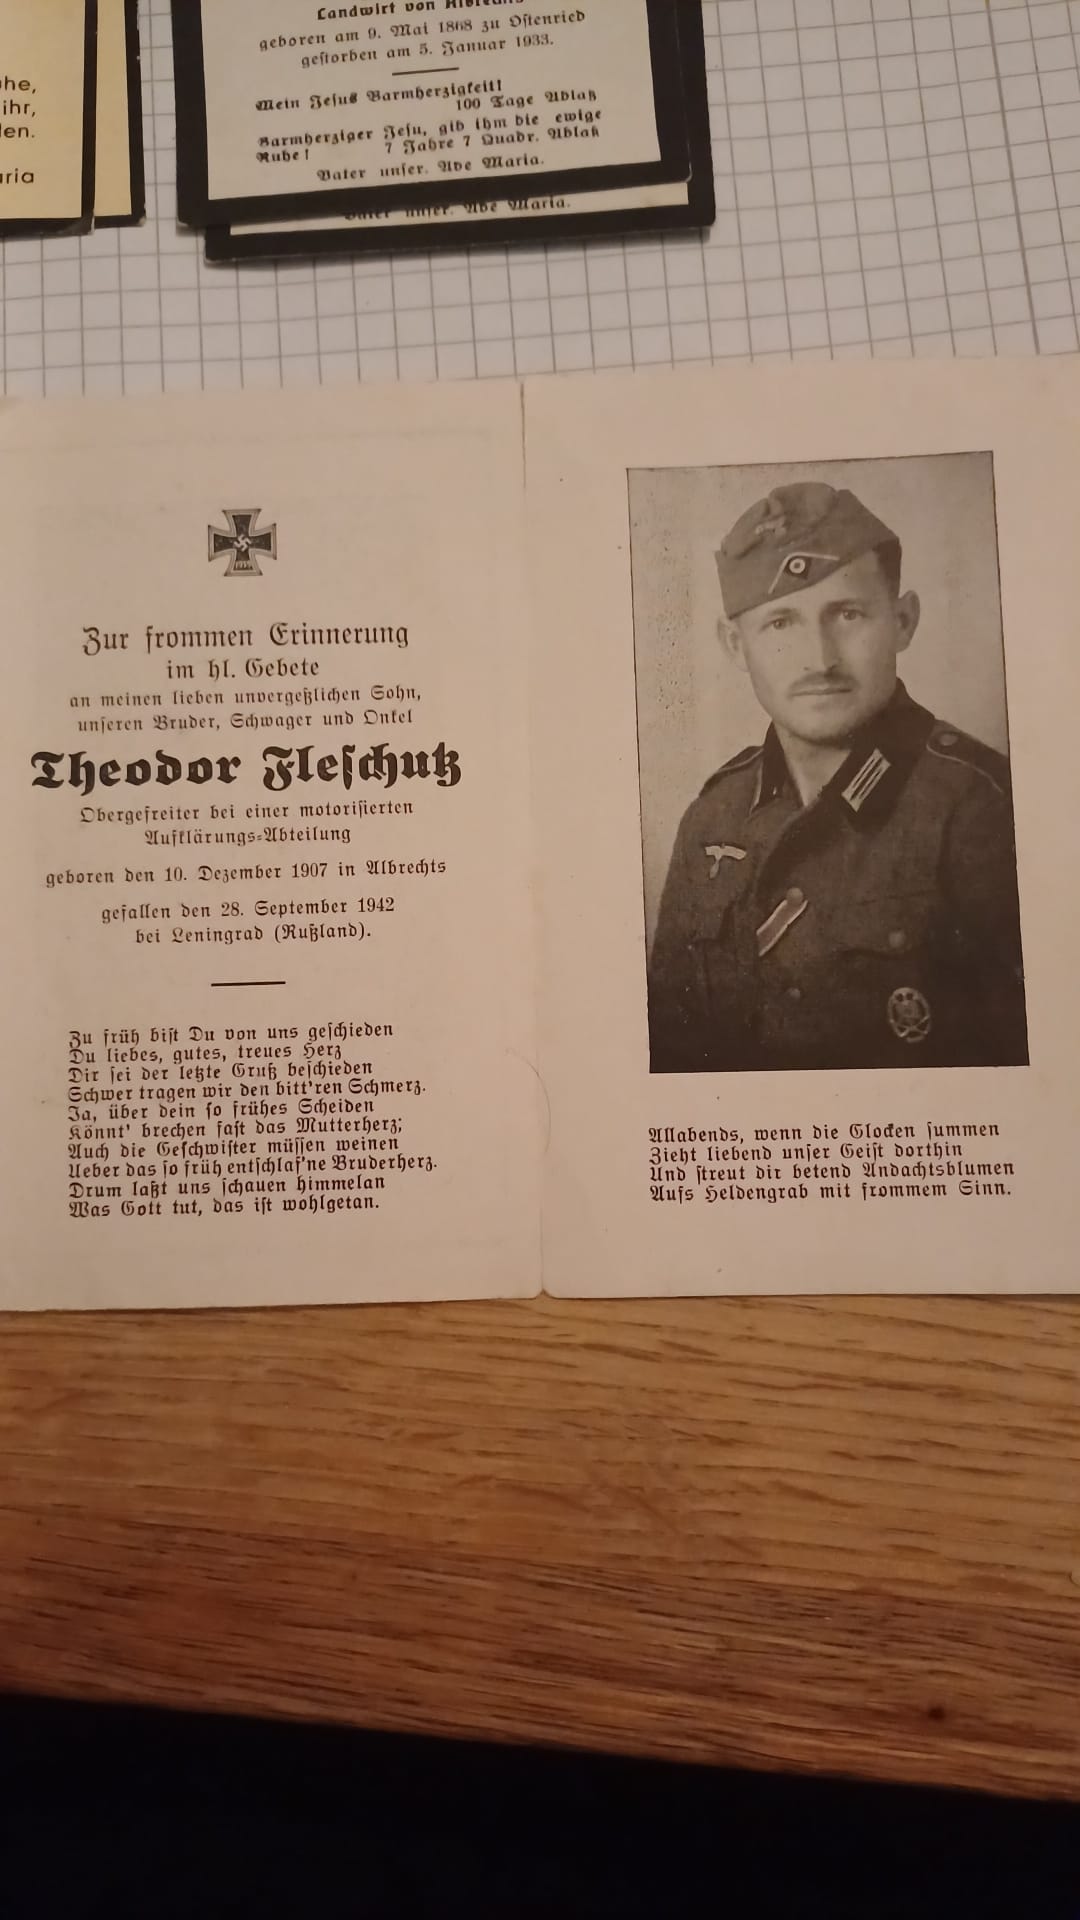 he,
ihr,
en.
ria
Landwirt von
geboren am 9. Mai 1868 zu Ostenried
gestorben am 5. Januar 1933.
Mein Jesus Barmherzigkeit!
100 Tage Ablaß
Barmherziger Jesu, gib ihm die ewige
Ruhe! 7 Jahre 7 Quadr. Ablaß
Vater unser. Ave Maria.
Vater unser. Ave Maria.
1939
Zur frommen Erinnerung
im hl. Gebete
an meinen lieben unvergeßlichen Sohn,
unseren Bruder, Schwager und Onkel
Theodor Fleschutz
Obergefreiter bei einer motorisierten
Aufklärungs-Abteilung
geboren den 10. Dezember 1907 in Albrechts
gefallen den 28. September 1942
bei Leningrad (Rußland).
Zu früh bist Du von uns geschieden
Du liebes, gutes, treues Herz
Dir sei der letzte Gruß beschieden
Schwer tragen wir den bitt'ren Schmerz.
Ja, über dein so frühes Scheiden
Könnt' brechen fast das Mutterherz;
Auch die Geschwister müssen weinen
Ueber das so früh entschlaf'ne Bruderherz.
Drum laßt uns schauen himmelan
Was Gott tut, das ist wohlgetan.
Allabends, wenn die Glocken summen
Zieht liebend unser Geist dorthin
Und streut dir betend Andachtsblumen
Aufs Heldengrab mit frommem Sinn.